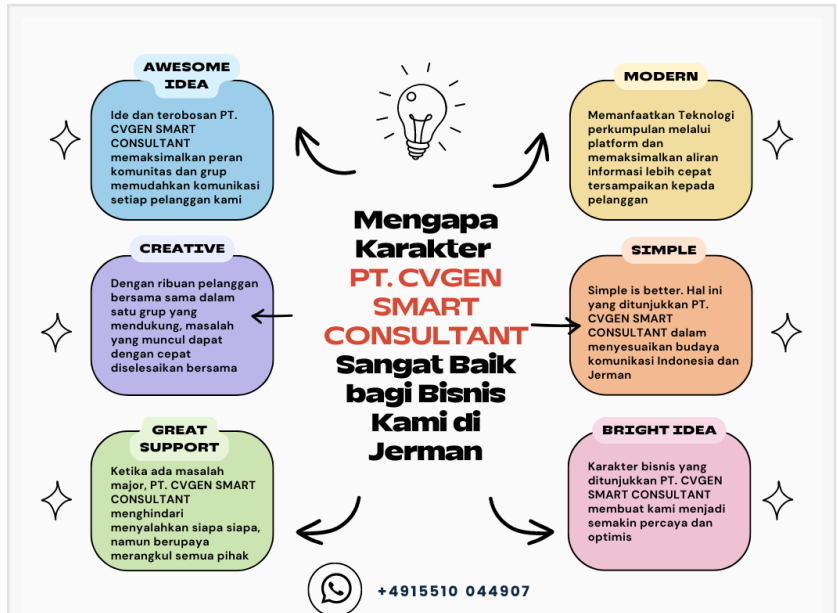 AWESOME
IDEA
Ide dan terobosan PT.
CVGEN SMART
CONSULTANT
memaksimalkan peran
komunitas dan grup
memudahkan komunikasi
setiap pelanggan kami
MODERN
Memanfaatkan Teknologi
perkumpulan melalui
platform dan
memaksimalkan aliran
informasi lebih cepat
tersampaikan kepada
pelanggan
Mengapa
Karakter
PT. CVGEN
SMART
CONSULTANT
Sangat Baik
bagi Bisnis
Kami di
Jerman
CREATIVE
Dengan ribuan pelanggan
bersama sama dalam
satu grup yang
mendukung, masalah
yang muncul dapat
dengan cepat
diselesaikan bersama
SIMPLE
Simple is better. Hal ini
yang ditunjukkan PT.
CVGEN SMART
CONSULTANT dalam
menyesuaikan budaya
komunikasi Indonesia dan
Jerman
GREAT
SUPPORT
Ketika ada masalah
major, PT. CVGEN SMART
CONSULTANT
menghindari
menyalahkan siapa siapa,
namun berupaya
merangkul semua pihak
BRIGHT IDEA
Karakter bisnis yang
ditunjukkan PT. CVGEN
SMART CONSULTANT
membuat kami menjadi
semakin percaya dan
optimis
+4915510 044907